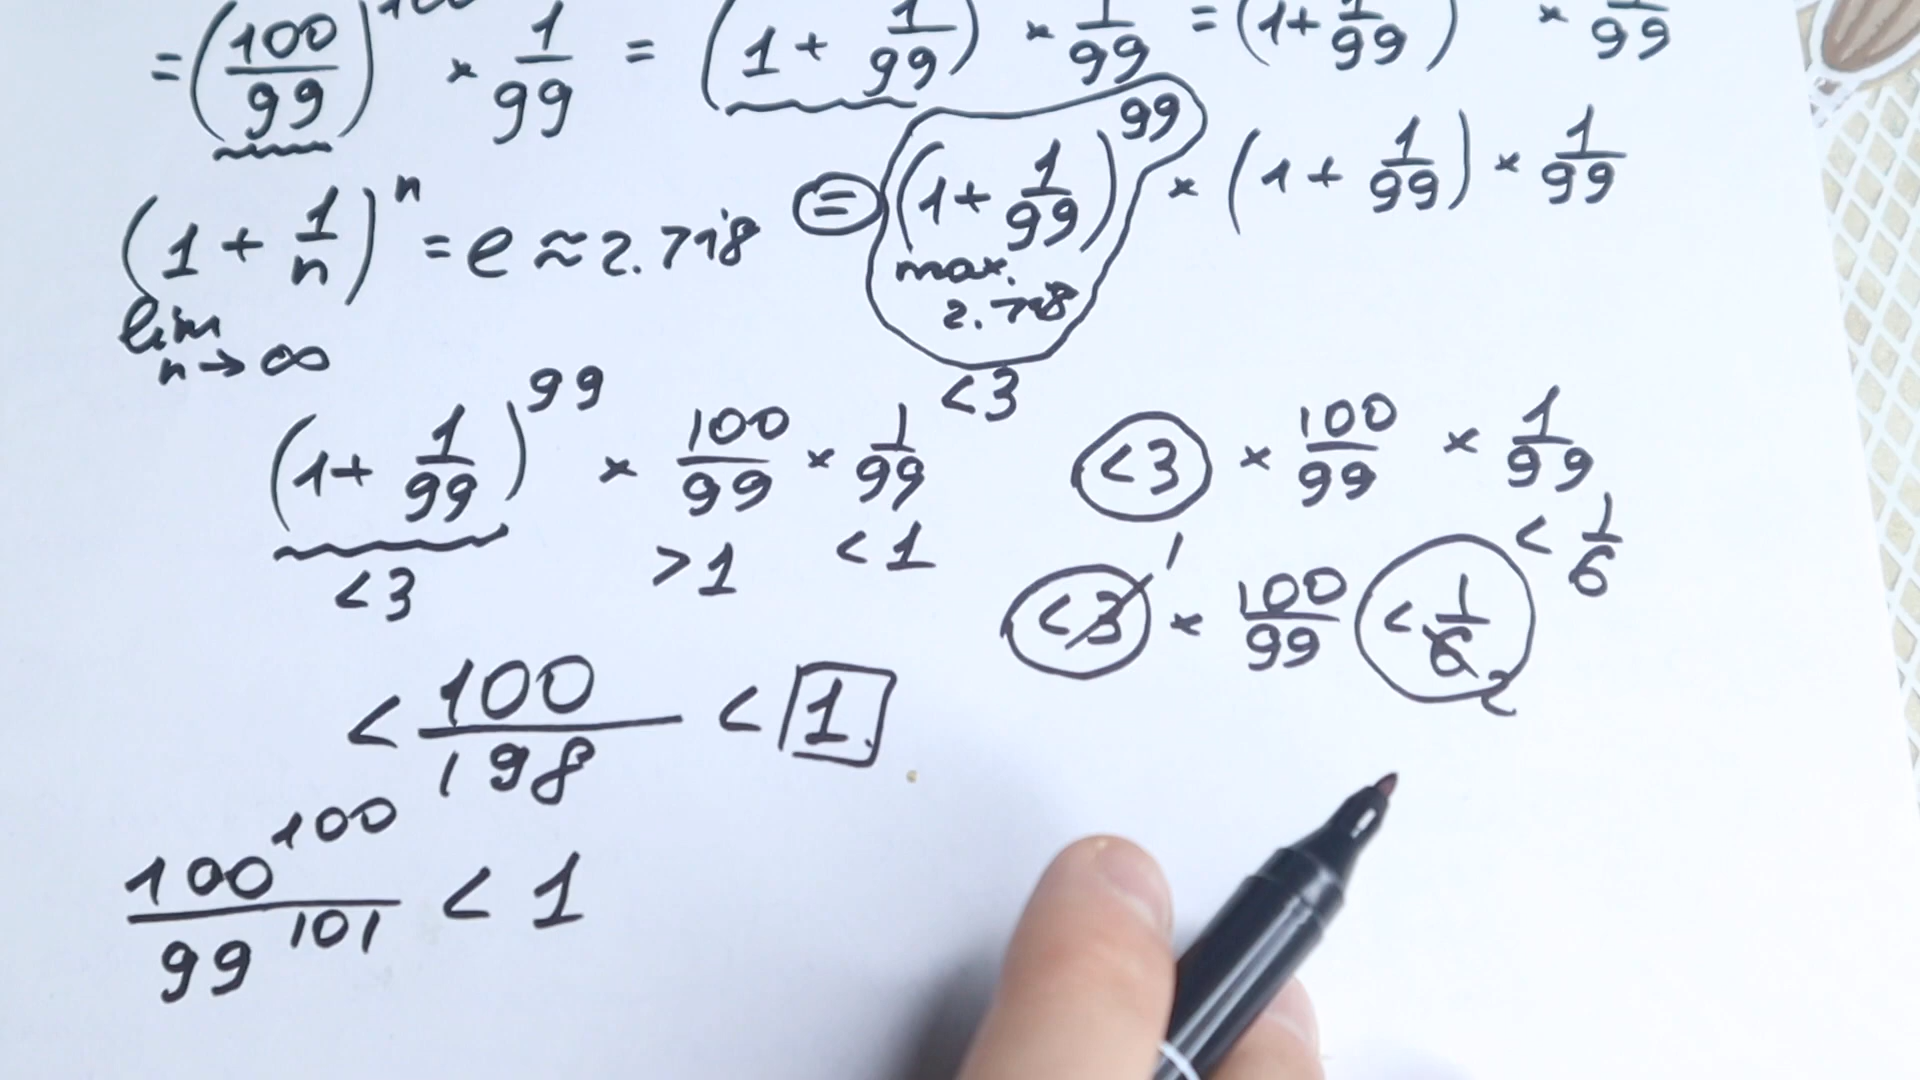 = (100/99)^100 × 1/99 = (1 + 1/99) × 1/99 = (1 + 1/99) × 1/99
(1 + 1/n)^n = e ≈ 2.718
lim
n→∞
= (1 + 1/99)^99 × (1 + 1/99) × 1/99
max.
2.718
<3
(1 + 1/99)^99 × 100/99 × 1/99
<3 >1 <1
<3 × 100/99 × 1/99
< 1/6
<3 1 × 100/99 < 1/6 2
< 100/198 < 1.
100^100/99^101 < 1